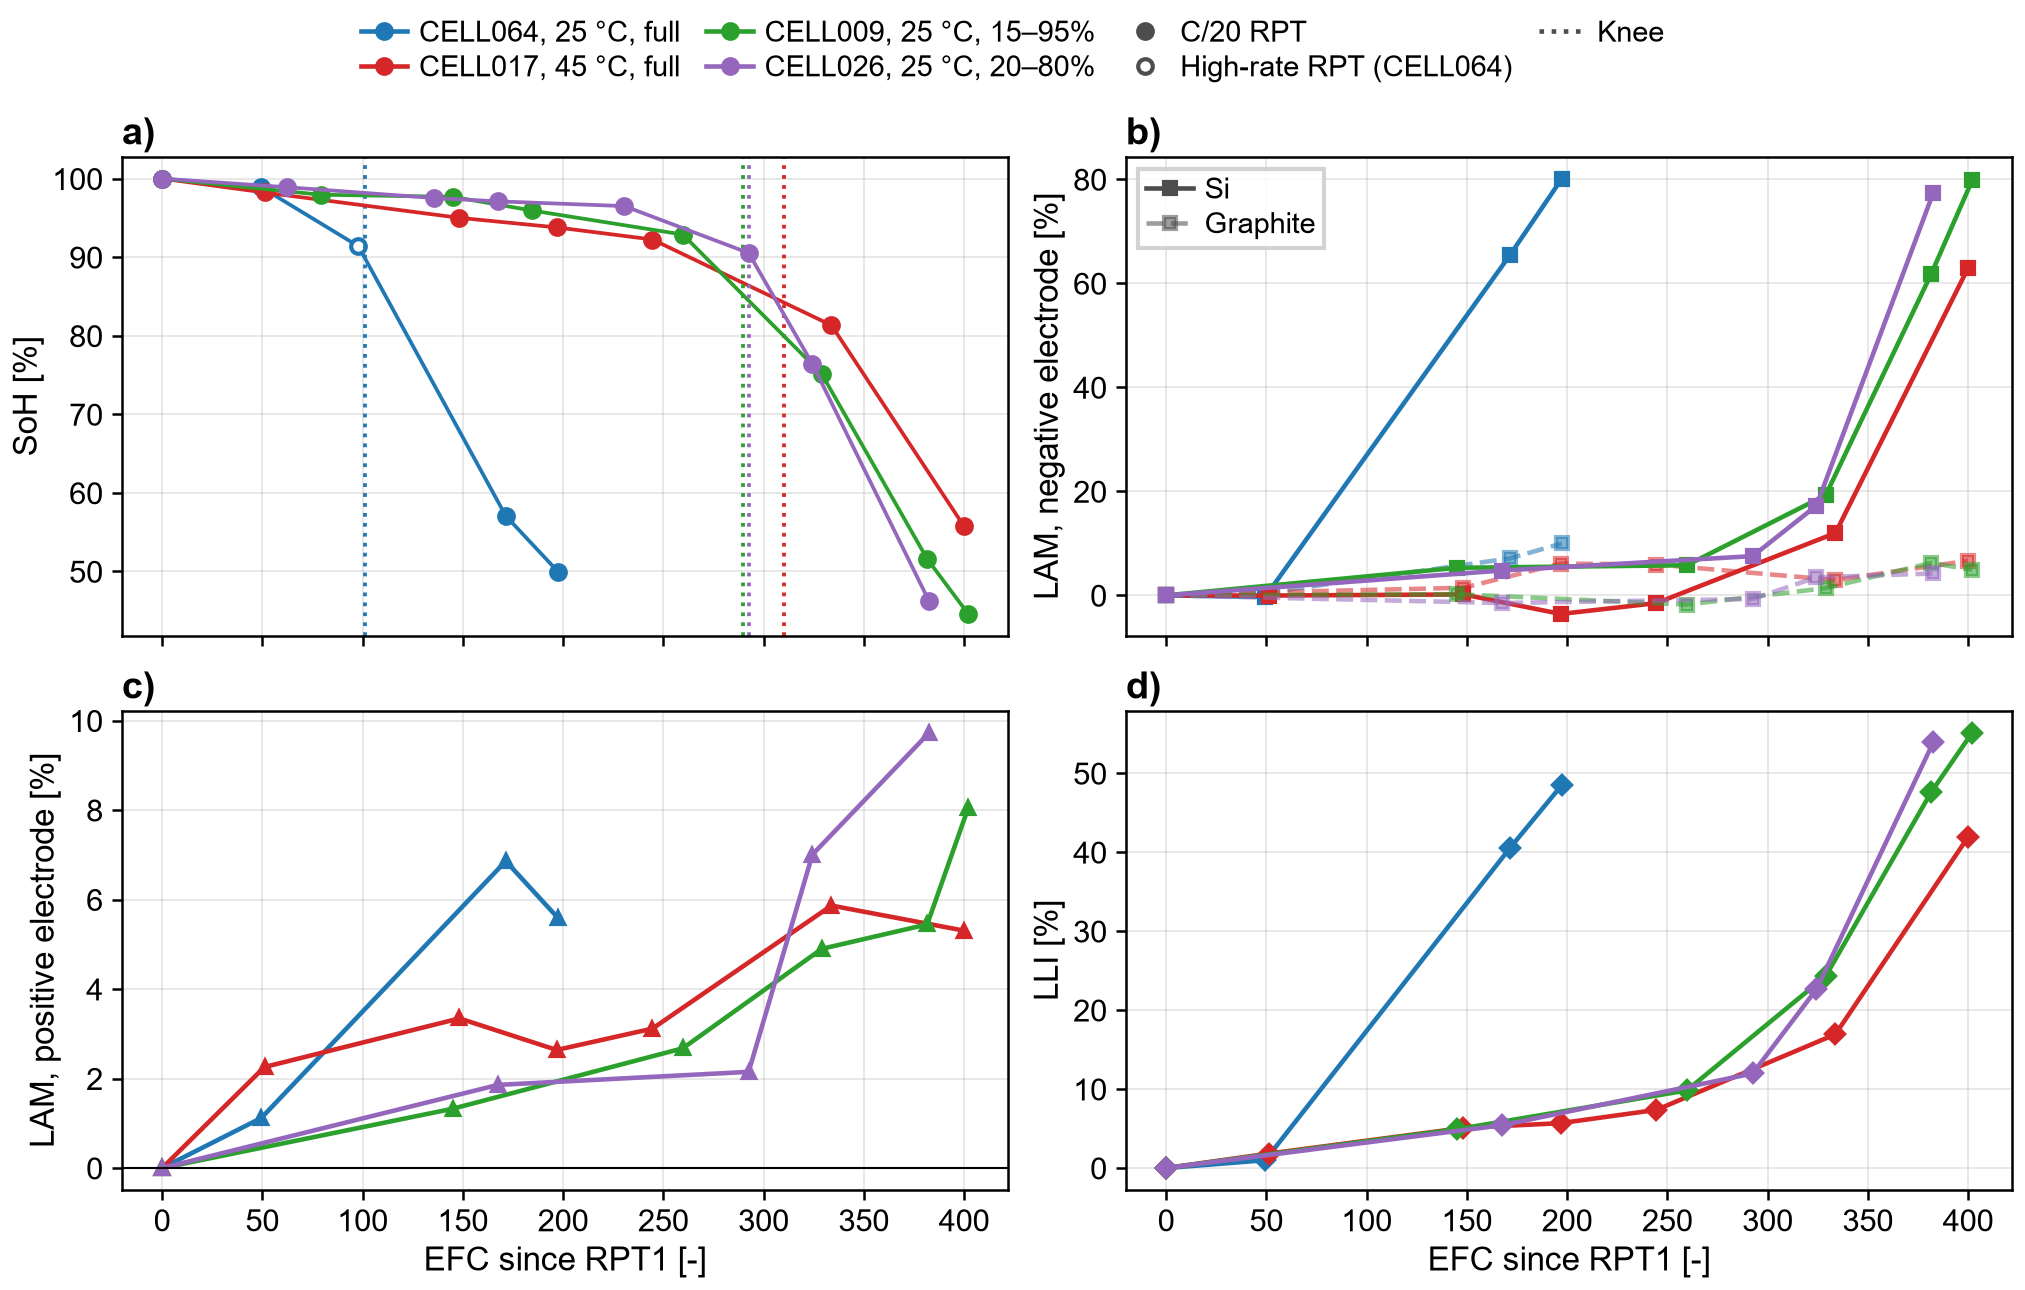 CELL064, 25 °C, full
CELL009, 25 °C, 15–95%
C/20 RPT
Knee
CELL017, 45 °C, full
CELL026, 25 °C, 20–80%
High-rate RPT (CELL064)
a)
SoH [%]
100
90
80
70
60
50
b)
LAM, negative electrode [%]
80
60
40
20
0
Si
Graphite
c)
LAM, positive electrode [%]
10
8
6
4
2
0
0 50 100 150 200 250 300 350 400
EFC since RPT1 [-]
d)
LLI [%]
50
40
30
20
10
0
0 50 100 150 200 250 300 350 400
EFC since RPT1 [-]